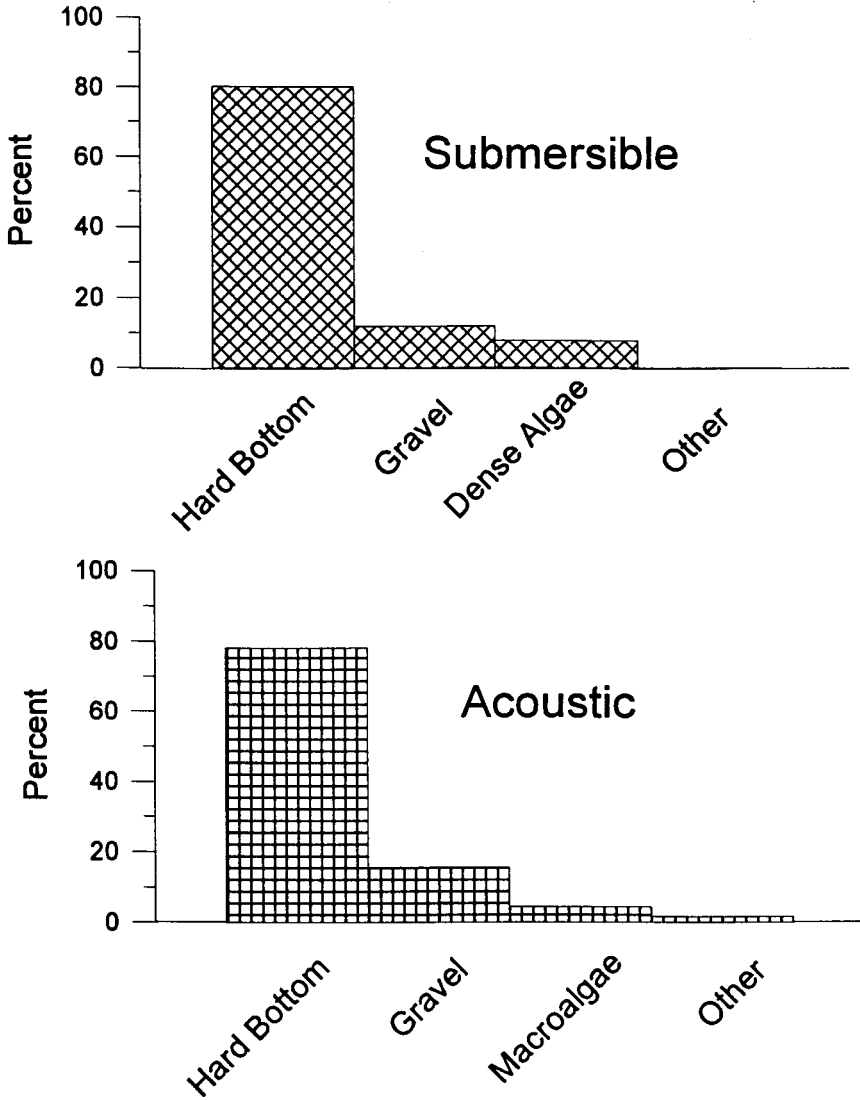 100
80
60
40
20
0
Percent
Submersible
Hard Bottom
Gravel
Dense Algae
Other
100
80
60
40
20
0
Percent
Acoustic
Hard Bottom
Gravel
Macroalgae
Other